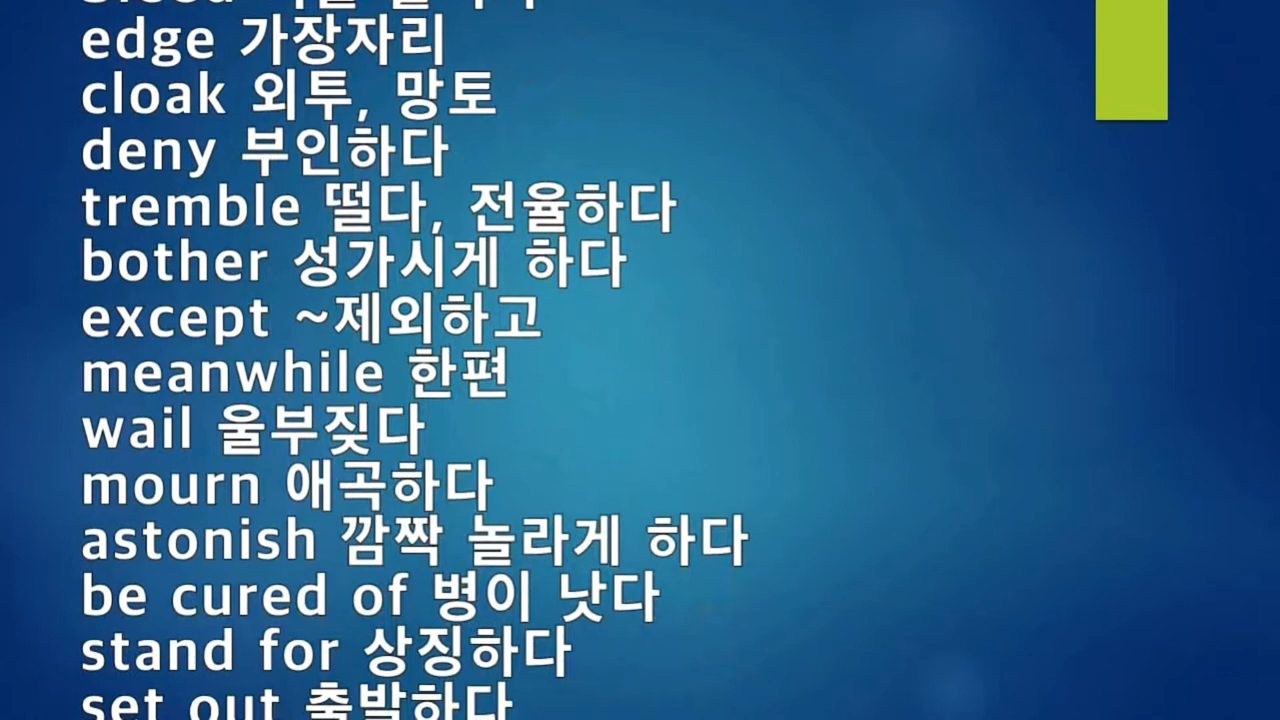 edge 가장자리
cloak 외투, 망토
deny 부인하다
tremble 떨다, 전율하다
bother 성가시게 하다
except ~제외하고
meanwhile 한편
wail 울부짖다
mourn 애곡하다
astonish 깜짝 놀라게 하다
be cured of 병이 낫다
stand for 상징하다
set out 출발하다